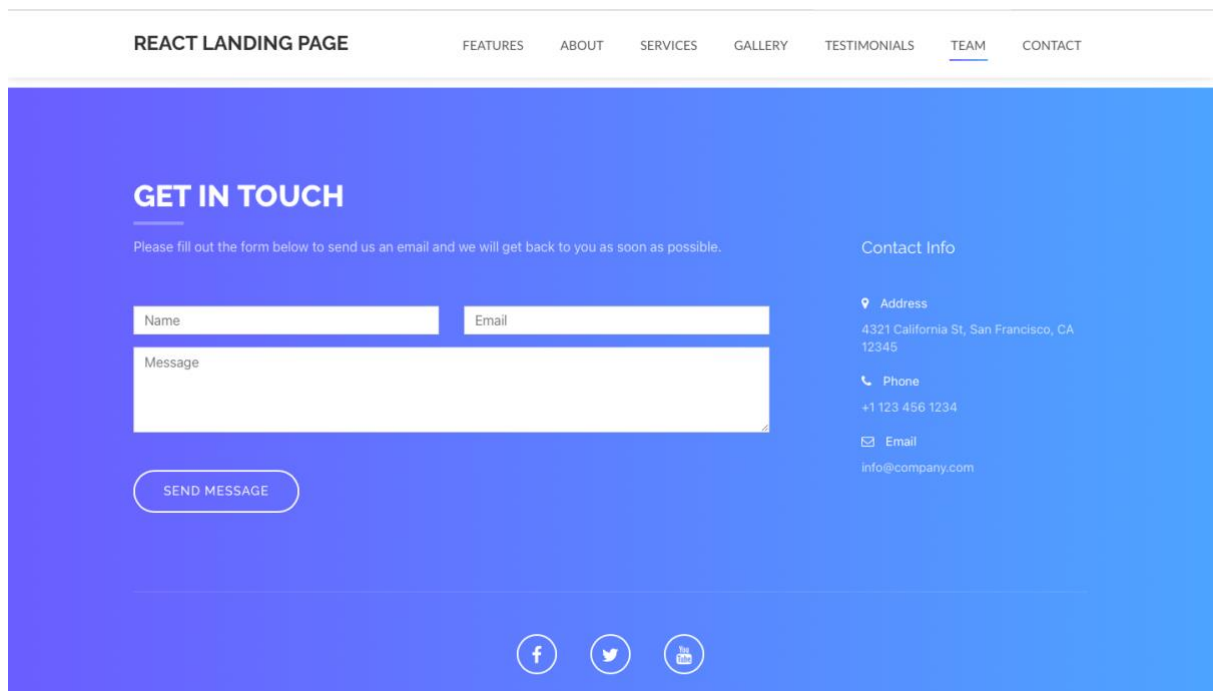 REACT LANDING PAGE
FEATURES ABOUT SERVICES GALLERY TESTIMONIALS TEAM CONTACT
GET IN TOUCH
Please fill out the form below to send us an email and we will get back to you as soon as possible.
Name
Email
Message
SEND MESSAGE
Contact Info
Address
4321 California St, San Francisco, CA
12345
Phone
+1 123 456 1234
Email
info@company.com
You
Tube